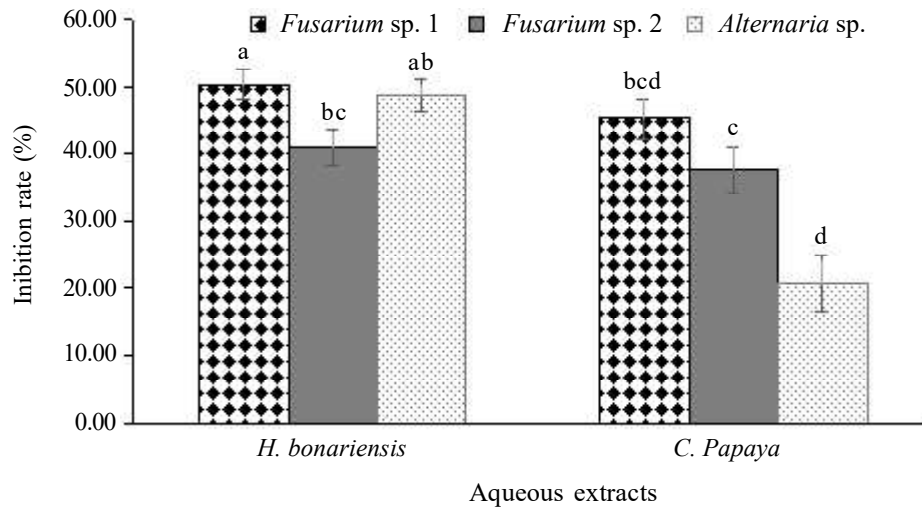 60.00
50.00
40.00
30.00
20.00
10.00
0.00
Inibition rate (%)
Fusarium sp. 1 Fusarium sp. 2 Alternaria sp.
a
bc
ab
bcd
c
d
H. bonariensis C. Papaya
Aqueous extracts